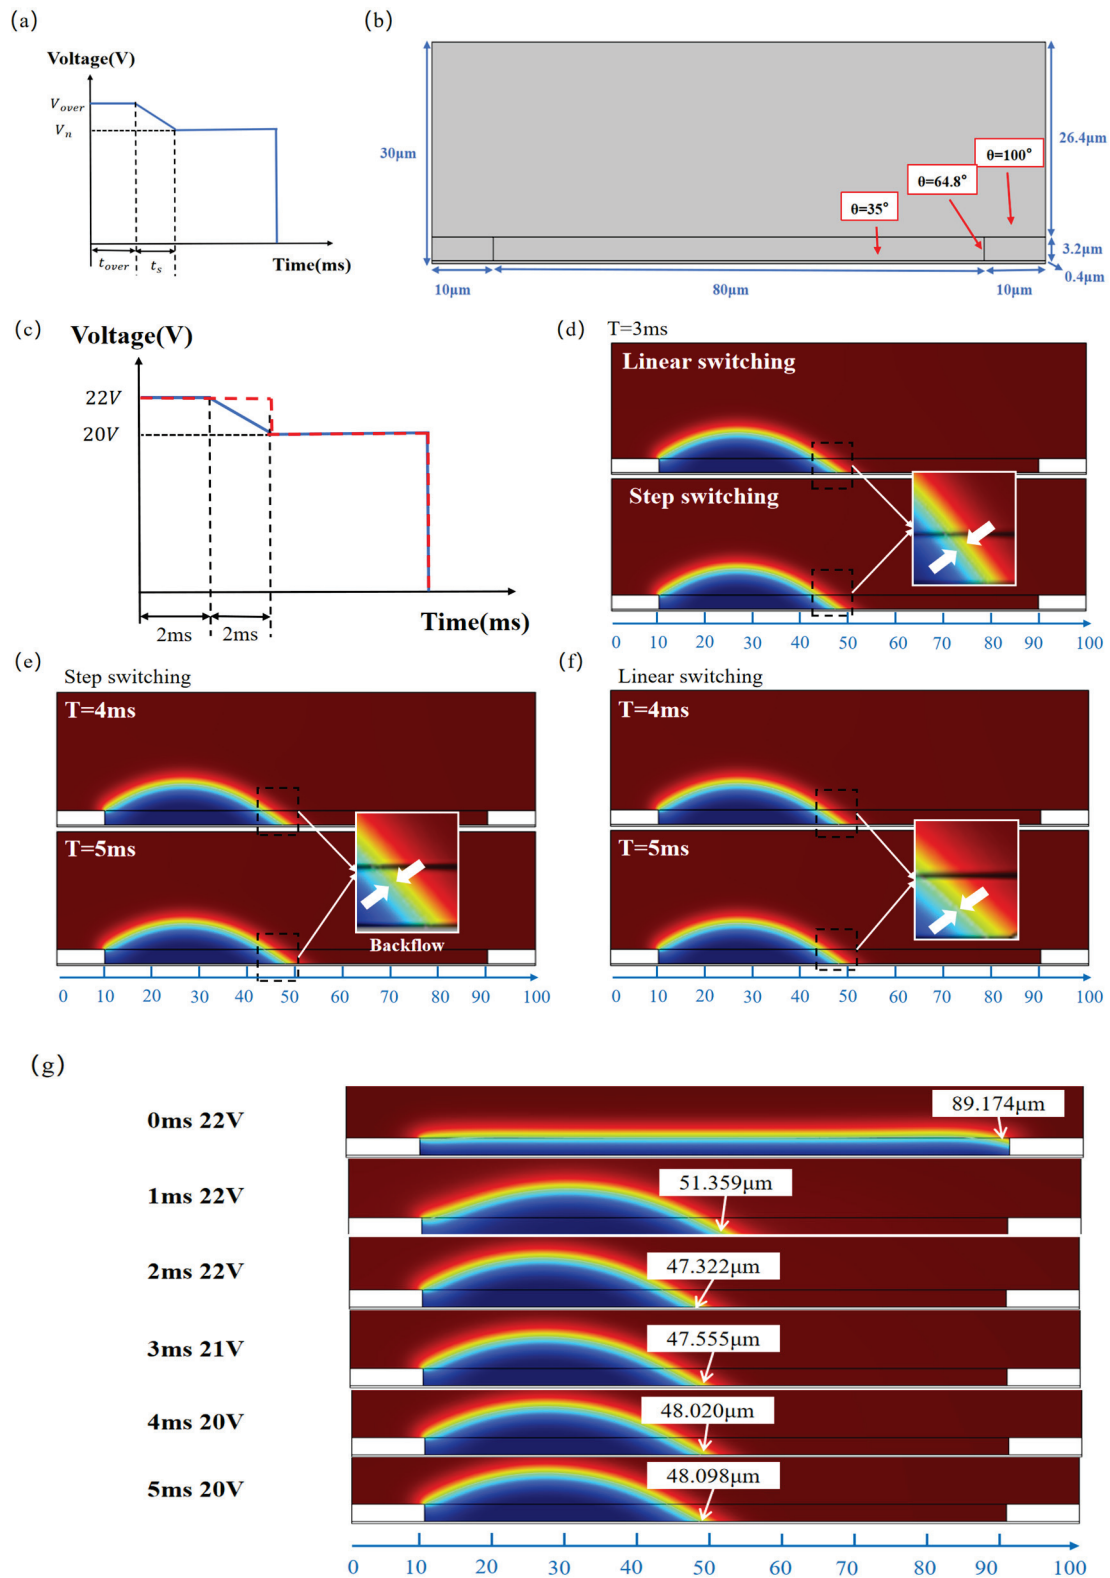 (a)
Voltage(V)
V_over
V_n
t_over
t_s
Time(ms)
(b)
30μm
26.4μm
θ=100°
θ=64.8°
θ=35°
3.2μm
0.4μm
10μm
80μm
10μm
(c)
Voltage(V)
22V
20V
2ms
2ms
Time(ms)
(d)
T=3ms
Linear switching
Step switching
0 10 20 30 40 50 60 70 80 90 100
(e)
Step switching
T=4ms
T=5ms
Backflow
0 10 20 30 40 50 60 70 80 90 100
(f)
Linear switching
T=4ms
T=5ms
0 10 20 30 40 50 60 70 80 90 100
(g)
0ms 22V
89.174μm
1ms 22V
51.359μm
2ms 22V
47.322μm
3ms 21V
47.555μm
4ms 20V
48.020μm
5ms 20V
48.098μm
0 10 20 30 40 50 60 70 80 90 100